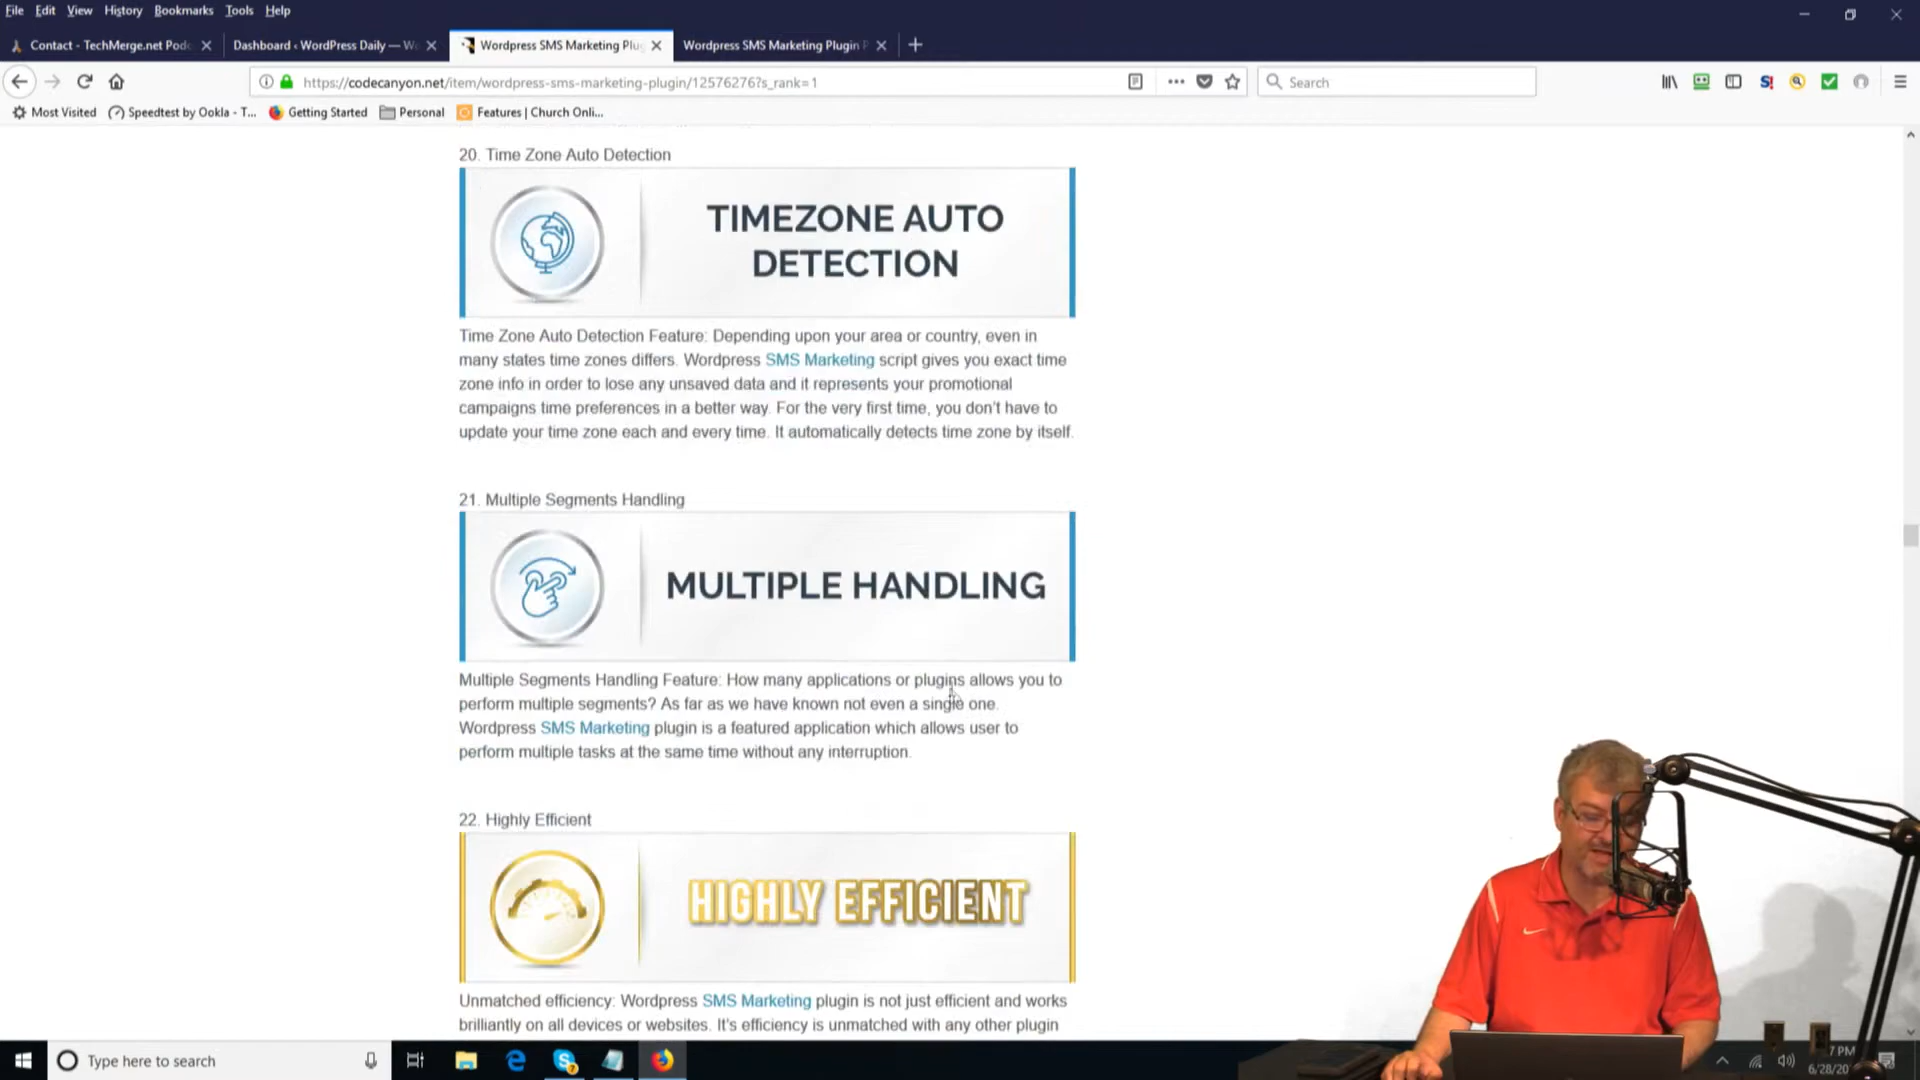 File Edit View History Bookmarks Tools Help
Contact - TechMerge.net Pod
Dashboard ‹ WordPress Daily — W
Wordpress SMS Marketing Plu
Wordpress SMS Marketing Plugin P
https://codecanyon.net/item/wordpress-sms-marketing-plugin/12576276?s_rank=1
Search
Most Visited
Speedtest by Ookla - T...
Getting Started
Personal
Features | Church Onli...
20. Time Zone Auto Detection
TIMEZONE AUTO
DETECTION
Time Zone Auto Detection Feature: Depending upon your area or country, even in
many states time zones differs. Wordpress SMS Marketing script gives you exact time
zone info in order to lose any unsaved data and it represents your promotional
campaigns time preferences in a better way. For the very first time, you don't have to
update your time zone each and every time. It automatically detects time zone by itself.
21. Multiple Segments Handling
MULTIPLE HANDLING
Multiple Segments Handling Feature: How many applications or plugins allows you to
perform multiple segments? As far as we have known not even a single one.
Wordpress SMS Marketing plugin is a featured application which allows user to
perform multiple tasks at the same time without any interruption.
22. Highly Efficient
HIGHLY EFFICIENT
Unmatched efficiency: Wordpress SMS Marketing plugin is not just efficient and works
brilliantly on all devices or websites. It's efficiency is unmatched with any other plugin
Type here to search
7 PM
6/28/20